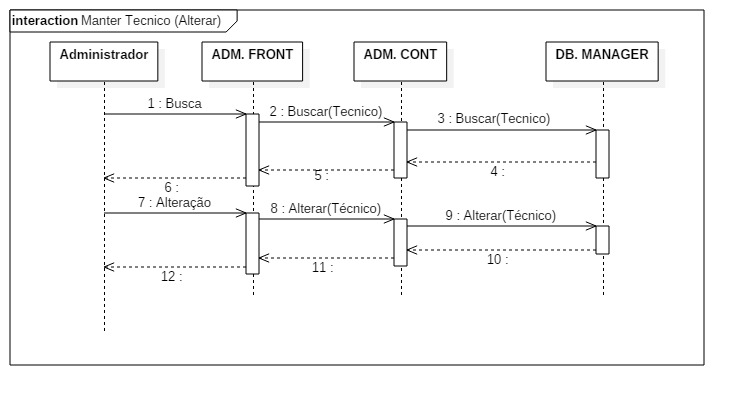 interaction Manter Tecnico (Alterar)
Administrador
ADM. FRONT
ADM. CONT
DB. MANAGER
1 : Busca
2 : Buscar(Tecnico)
3 : Buscar(Tecnico)
4 :
5 :
6 :
7 : Alteração
8 : Alterar(Técnico)
9 : Alterar(Técnico)
10 :
11 :
12 :